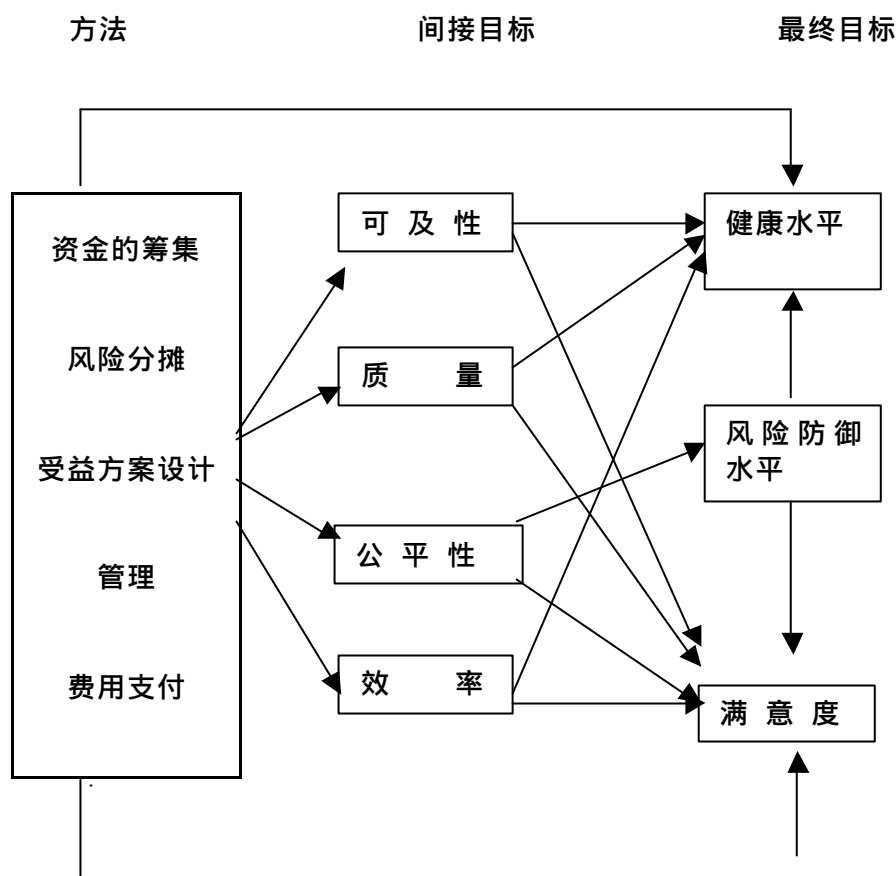 方法 间接目标 最终目标
资金的筹集
风险分摊
受益方案设计
管理
费用支付
可及性
质量
公平性
效率
健康水平
风险防御
水平
满意度